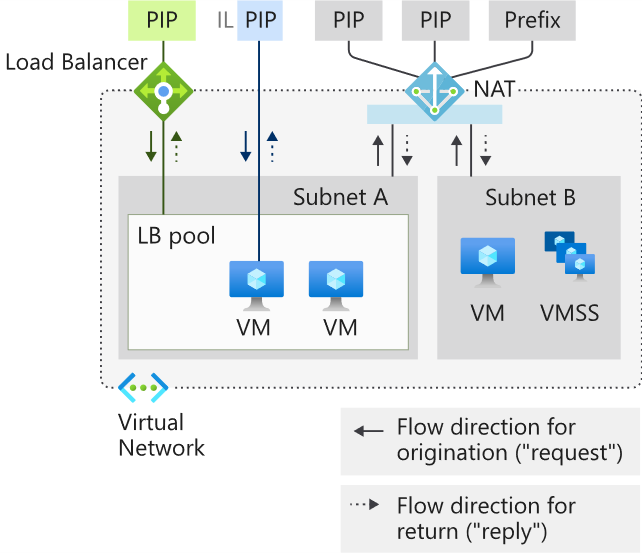 PIP
IL
PIP
PIP
PIP
Prefix
Load Balancer
NAT
Subnet A
Subnet B
LB pool
VM
VM
VM
VMSS
Virtual
Network
Flow direction for
origination ("request")
Flow direction for
return ("reply")